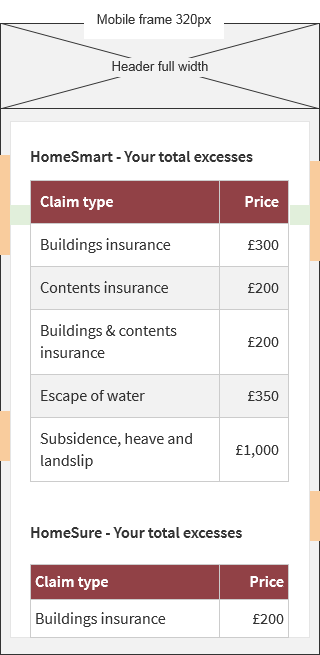 Mobile frame 320px
Header full width
HomeSmart - Your total excesses
Claim type Price
Buildings insurance £300
Contents insurance £200
Buildings & contents
insurance £200
Escape of water £350
Subsidence, heave and
landslip £1,000
HomeSure - Your total excesses
Claim type Price
Buildings insurance £200